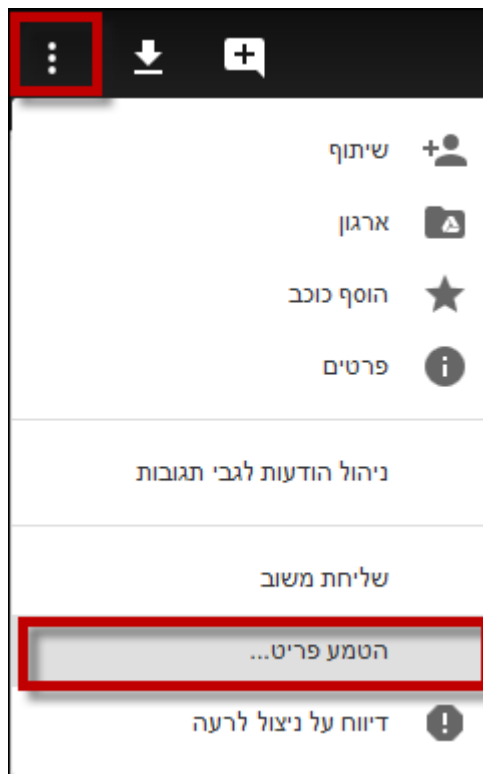 שיתוף
ארגון
הוסף כוכב
פרטים
ניהול הודעות לגבי תגובות
שליחת משוב
הטמע פריט...
דיווח על ניצול לרעה